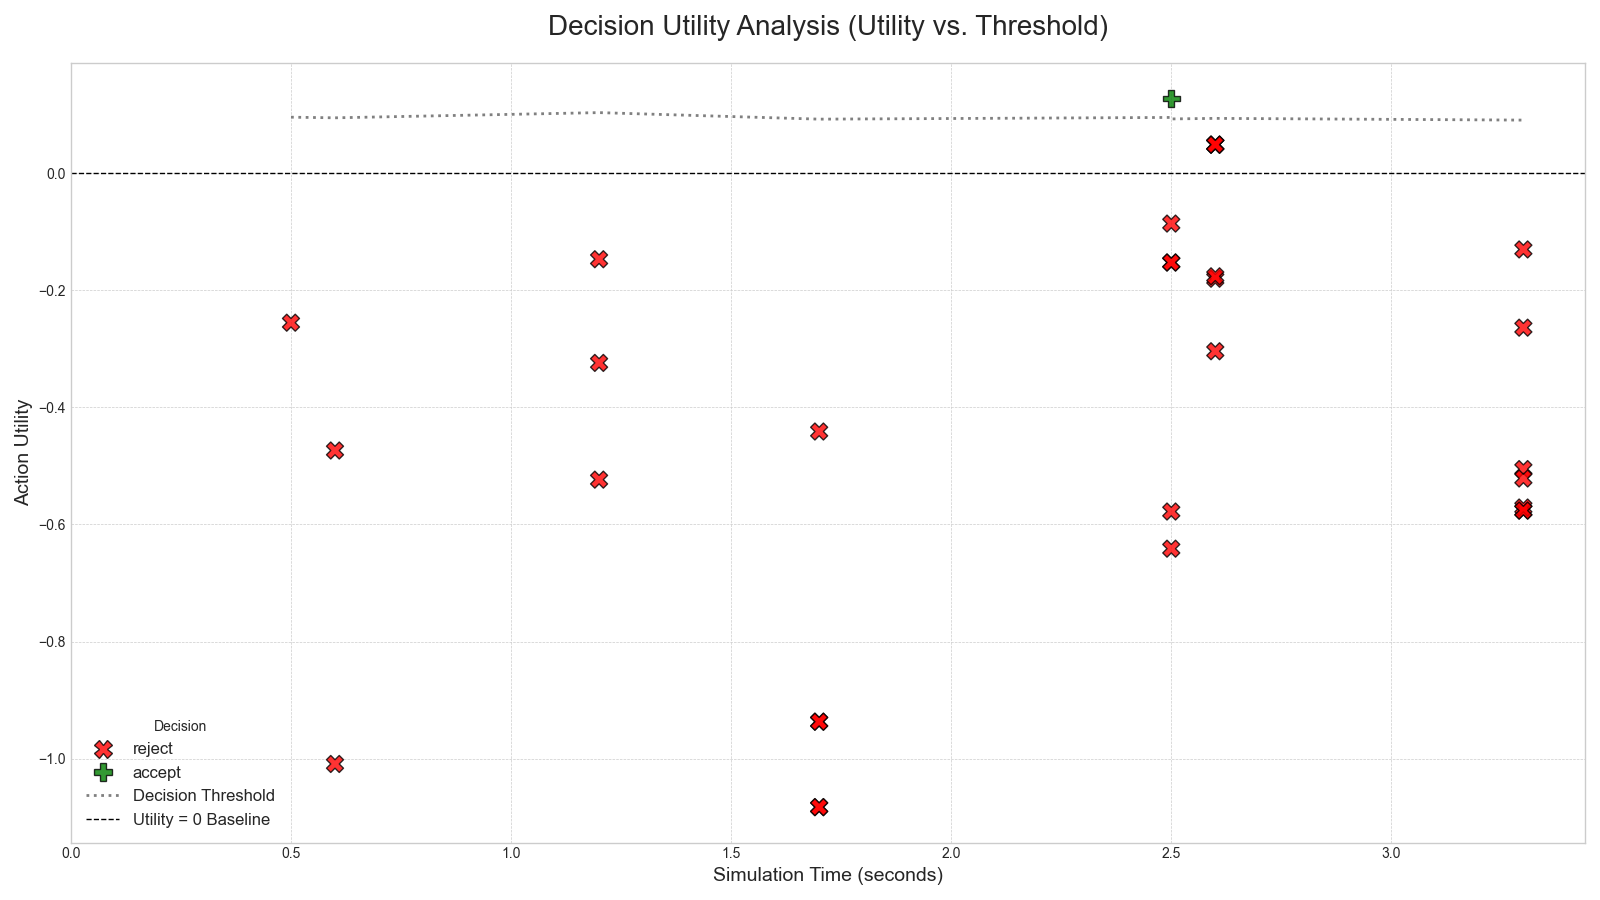 Decision Utility Analysis (Utility vs. Threshold)
0.0
−0.2
−0.4
−0.6
−0.8
−1.0
Action Utility
Decision
reject
accept
Decision Threshold
Utility = 0 Baseline
0.0 0.5 1.0 1.5 2.0 2.5 3.0
Simulation Time (seconds)